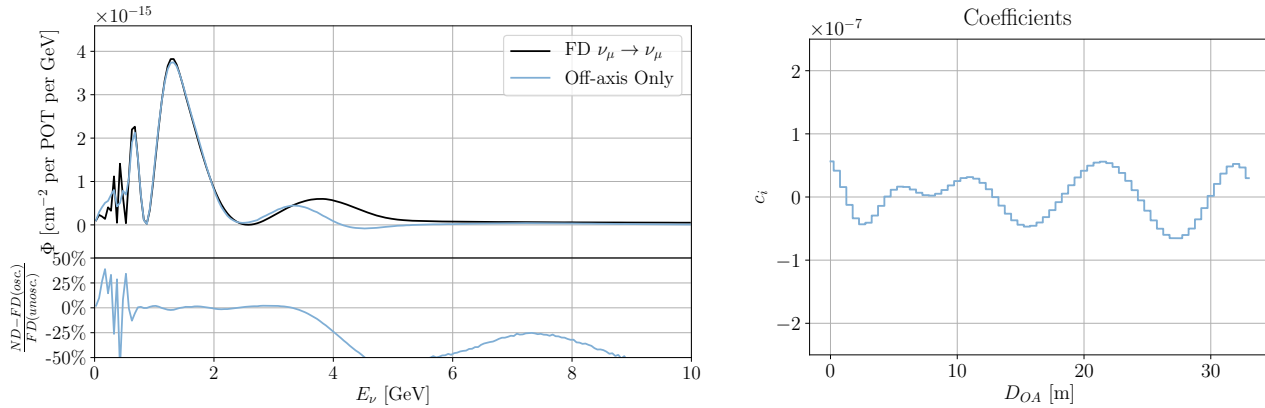 ×10⁻¹⁵
Φ [cm⁻² per POT per GeV]
4
3
2
1
0
FD ν_μ → ν_μ
Off-axis Only
ND−FD(osc.)
FD(unosc.)
50%
25%
0%
-25%
-50%
0 2 4 6 8 10
E_ν [GeV]
Coefficients
×10⁻⁷
c_i
2
1
0
−1
−2
0 10 20 30
D_OA [m]